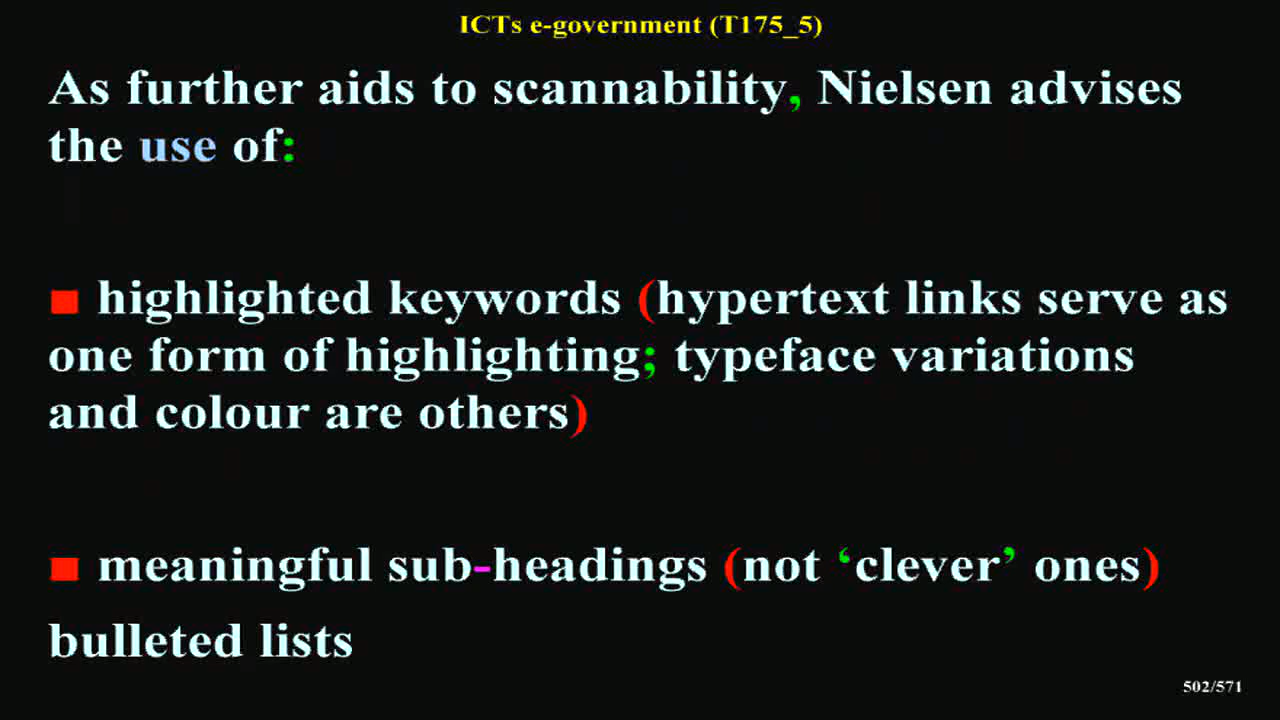 ICTs e-government (T175_5)
As further aids to scannability, Nielsen advises
the use of:
■ highlighted keywords (hypertext links serve as
one form of highlighting; typeface variations
and colour are others)
■ meaningful sub-headings (not ‘clever’ ones)
bulleted lists
502/571